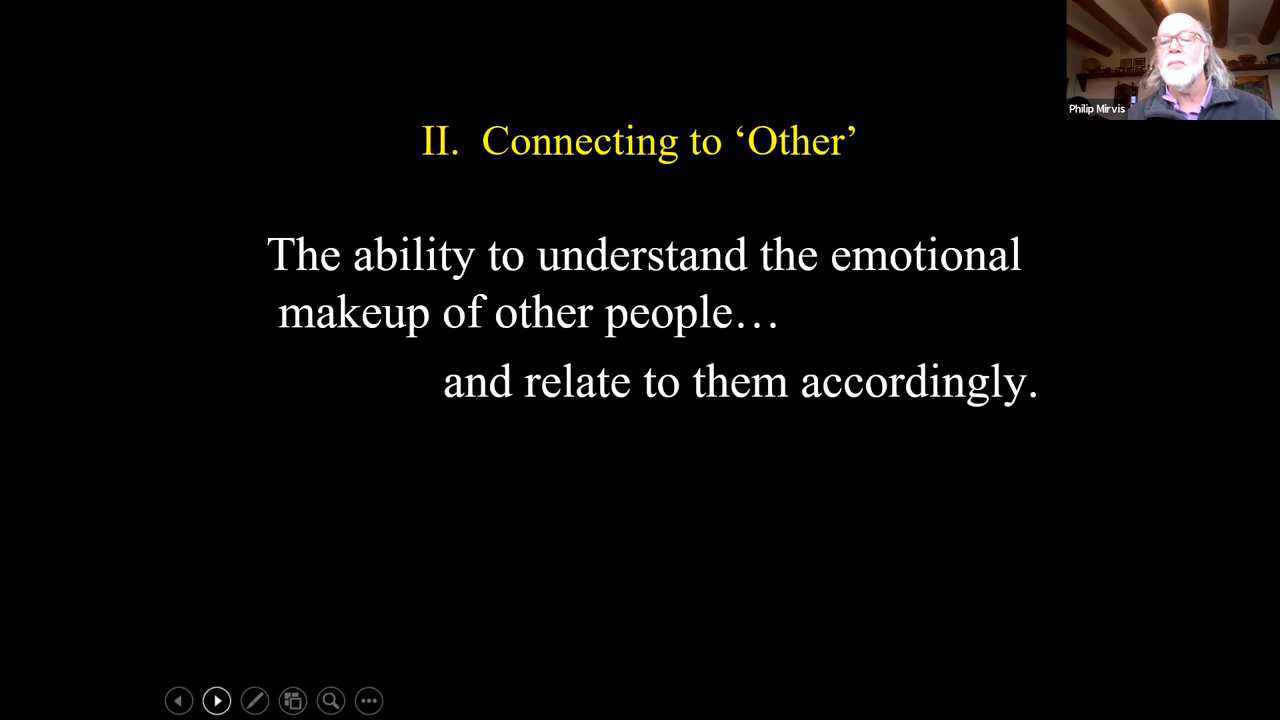 Philip Mirvis
II. Connecting to ‘Other’
The ability to understand the emotional
makeup of other people…
and relate to them accordingly.